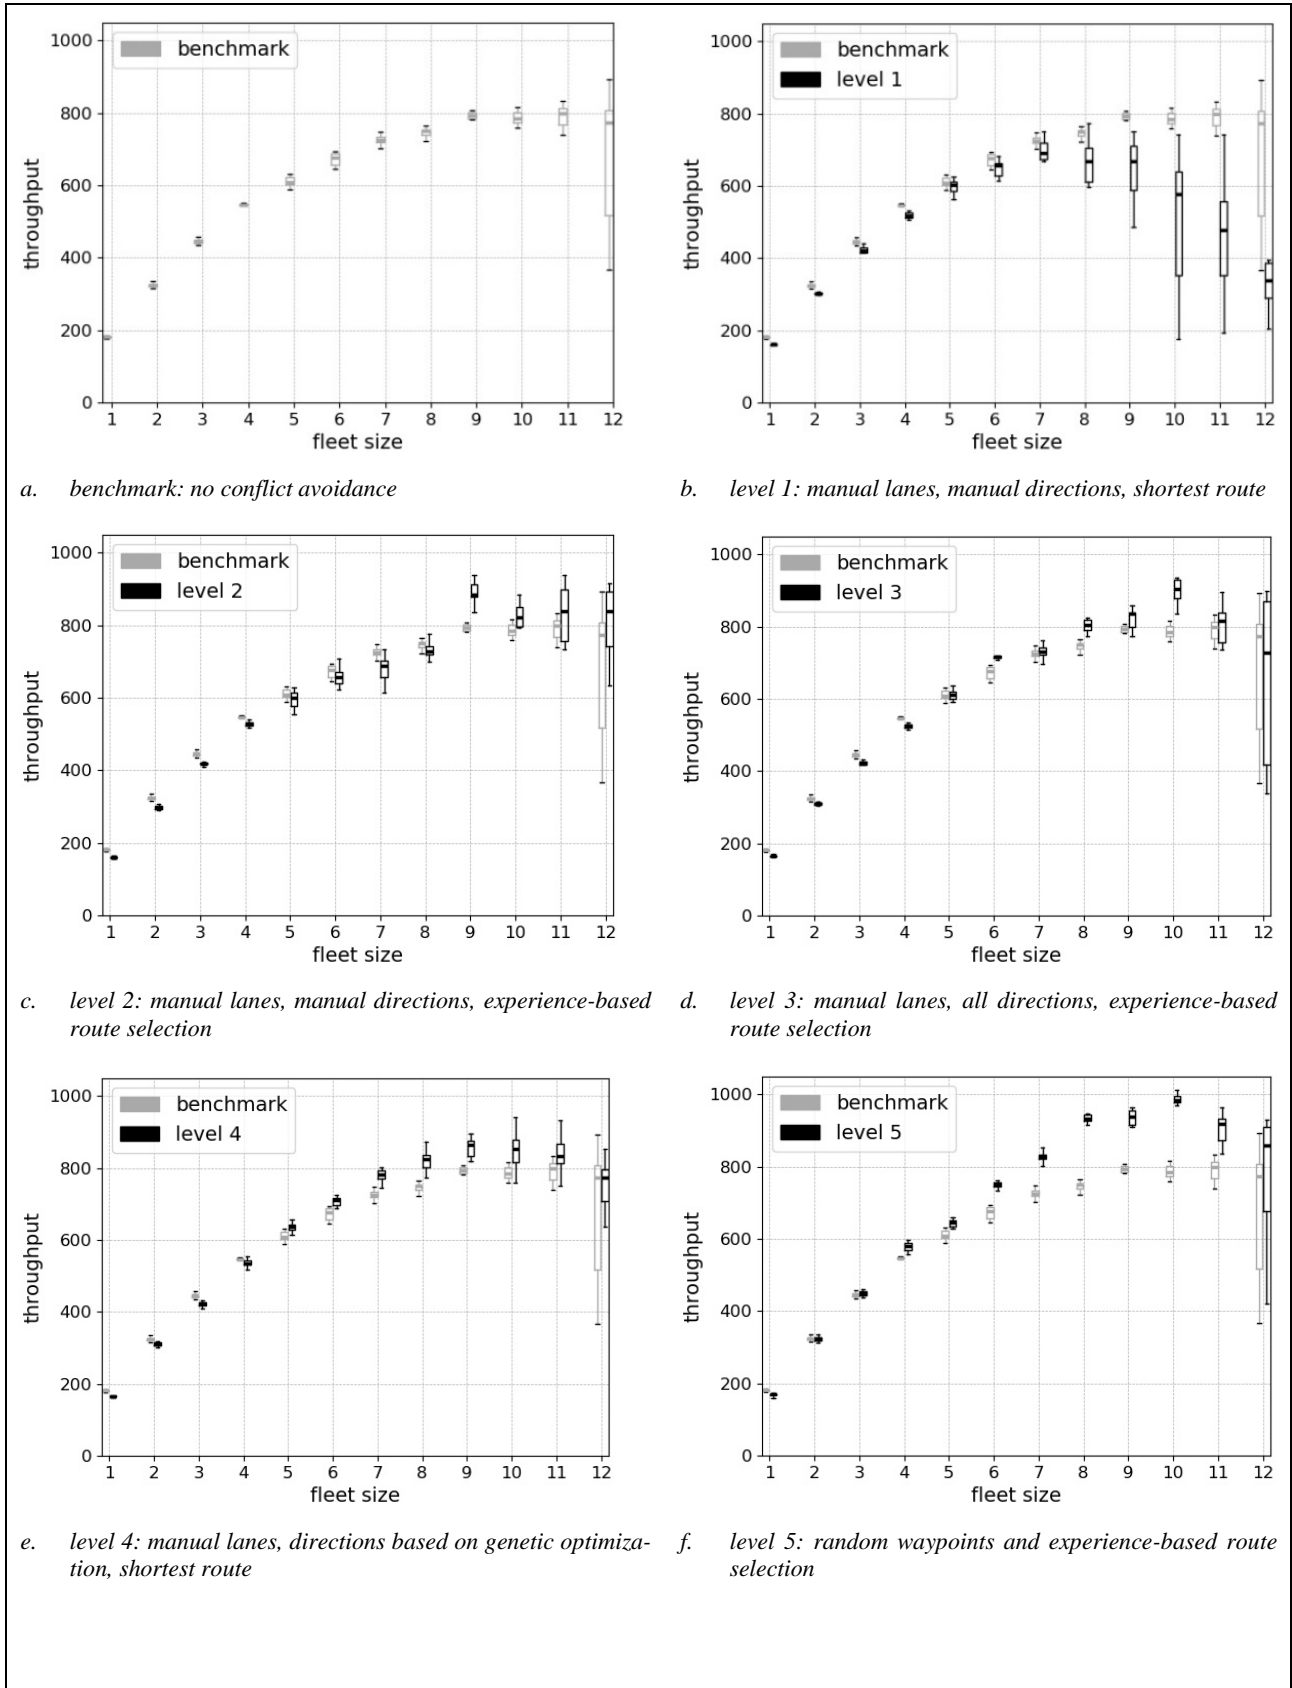 1000
800
600
400
200
0
throughput
benchmark
1 2 3 4 5 6 7 8 9 10 11 12
fleet size
a. benchmark: no conflict avoidance
1000
800
600
400
200
0
throughput
benchmark
level 1
1 2 3 4 5 6 7 8 9 10 11 12
fleet size
b. level 1: manual lanes, manual directions, shortest route
1000
800
600
400
200
0
throughput
benchmark
level 2
1 2 3 4 5 6 7 8 9 10 11 12
fleet size
c. level 2: manual lanes, manual directions, experience-based
route selection
1000
800
600
400
200
0
throughput
benchmark
level 3
1 2 3 4 5 6 7 8 9 10 11 12
fleet size
d. level 3: manual lanes, all directions, experience-based
route selection
1000
800
600
400
200
0
throughput
benchmark
level 4
1 2 3 4 5 6 7 8 9 10 11 12
fleet size
e. level 4: manual lanes, directions based on genetic optimiza-
tion, shortest route
1000
800
600
400
200
0
throughput
benchmark
level 5
1 2 3 4 5 6 7 8 9 10 11 12
fleet size
f. level 5: random waypoints and experience-based route
selection